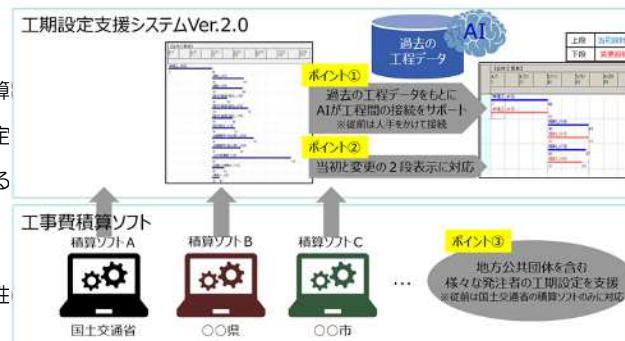 工期設定支援システムVer.2.0
過去の
工程データ
AI
上段
下段
ポイント①
過去の工程データをもとに
AIが工程間の接続をサポート
※従前は人手をかけて接続
ポイント②
当初と変更の2段表示に対応
算
定
る
性
工事費積算ソフト
積算ソフトA
積算ソフトB
積算ソフトC
国土交通省
○○県
○○市
…
ポイント③
地方公共団体を含む
様々な発注者の工期設定を支援
※従前は国土交通省の積算ソフトのみに対応